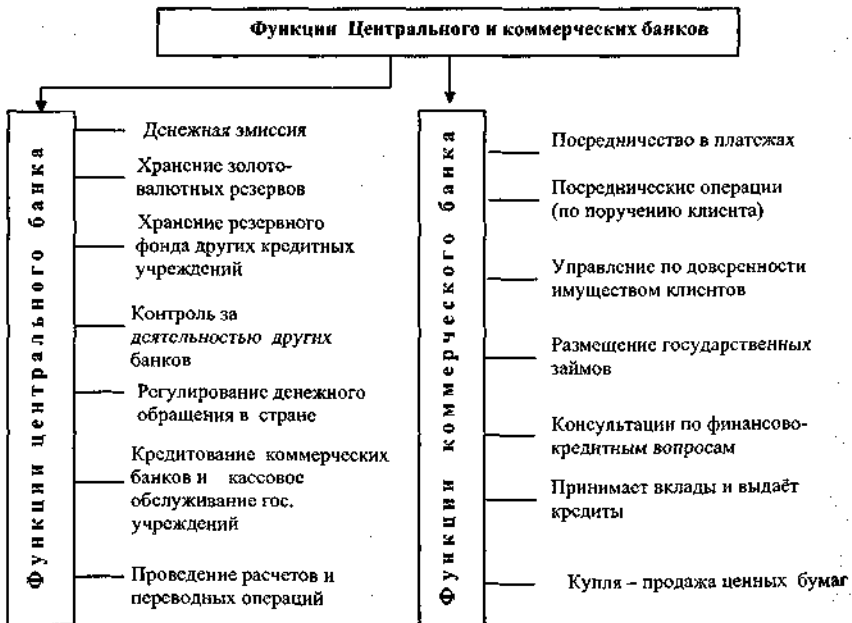 Функции Центрального и коммерческих банков
Функции центрального банка
Денежная эмиссия
Хранение золото-
валютных резервов
Хранение резервного
фонда других кредитных
учреждений
Контроль за
деятельностью других
банков
Регулирование денежного
обращения в стране
Кредитование коммерческих
банков и кассовое
обслуживание гос.
учреждений
Проведение расчетов и
переводных операций
Функции коммерческого банка
Посредничество в платежах
Посреднические операции
(по поручению клиента)
Управление по доверенности
имуществом клиентов
Размещение государственных
займов
Консультации по финансово-
кредитным вопросам
Принимает вклады и выдаёт
кредиты
Купля – продажа ценных бумаг